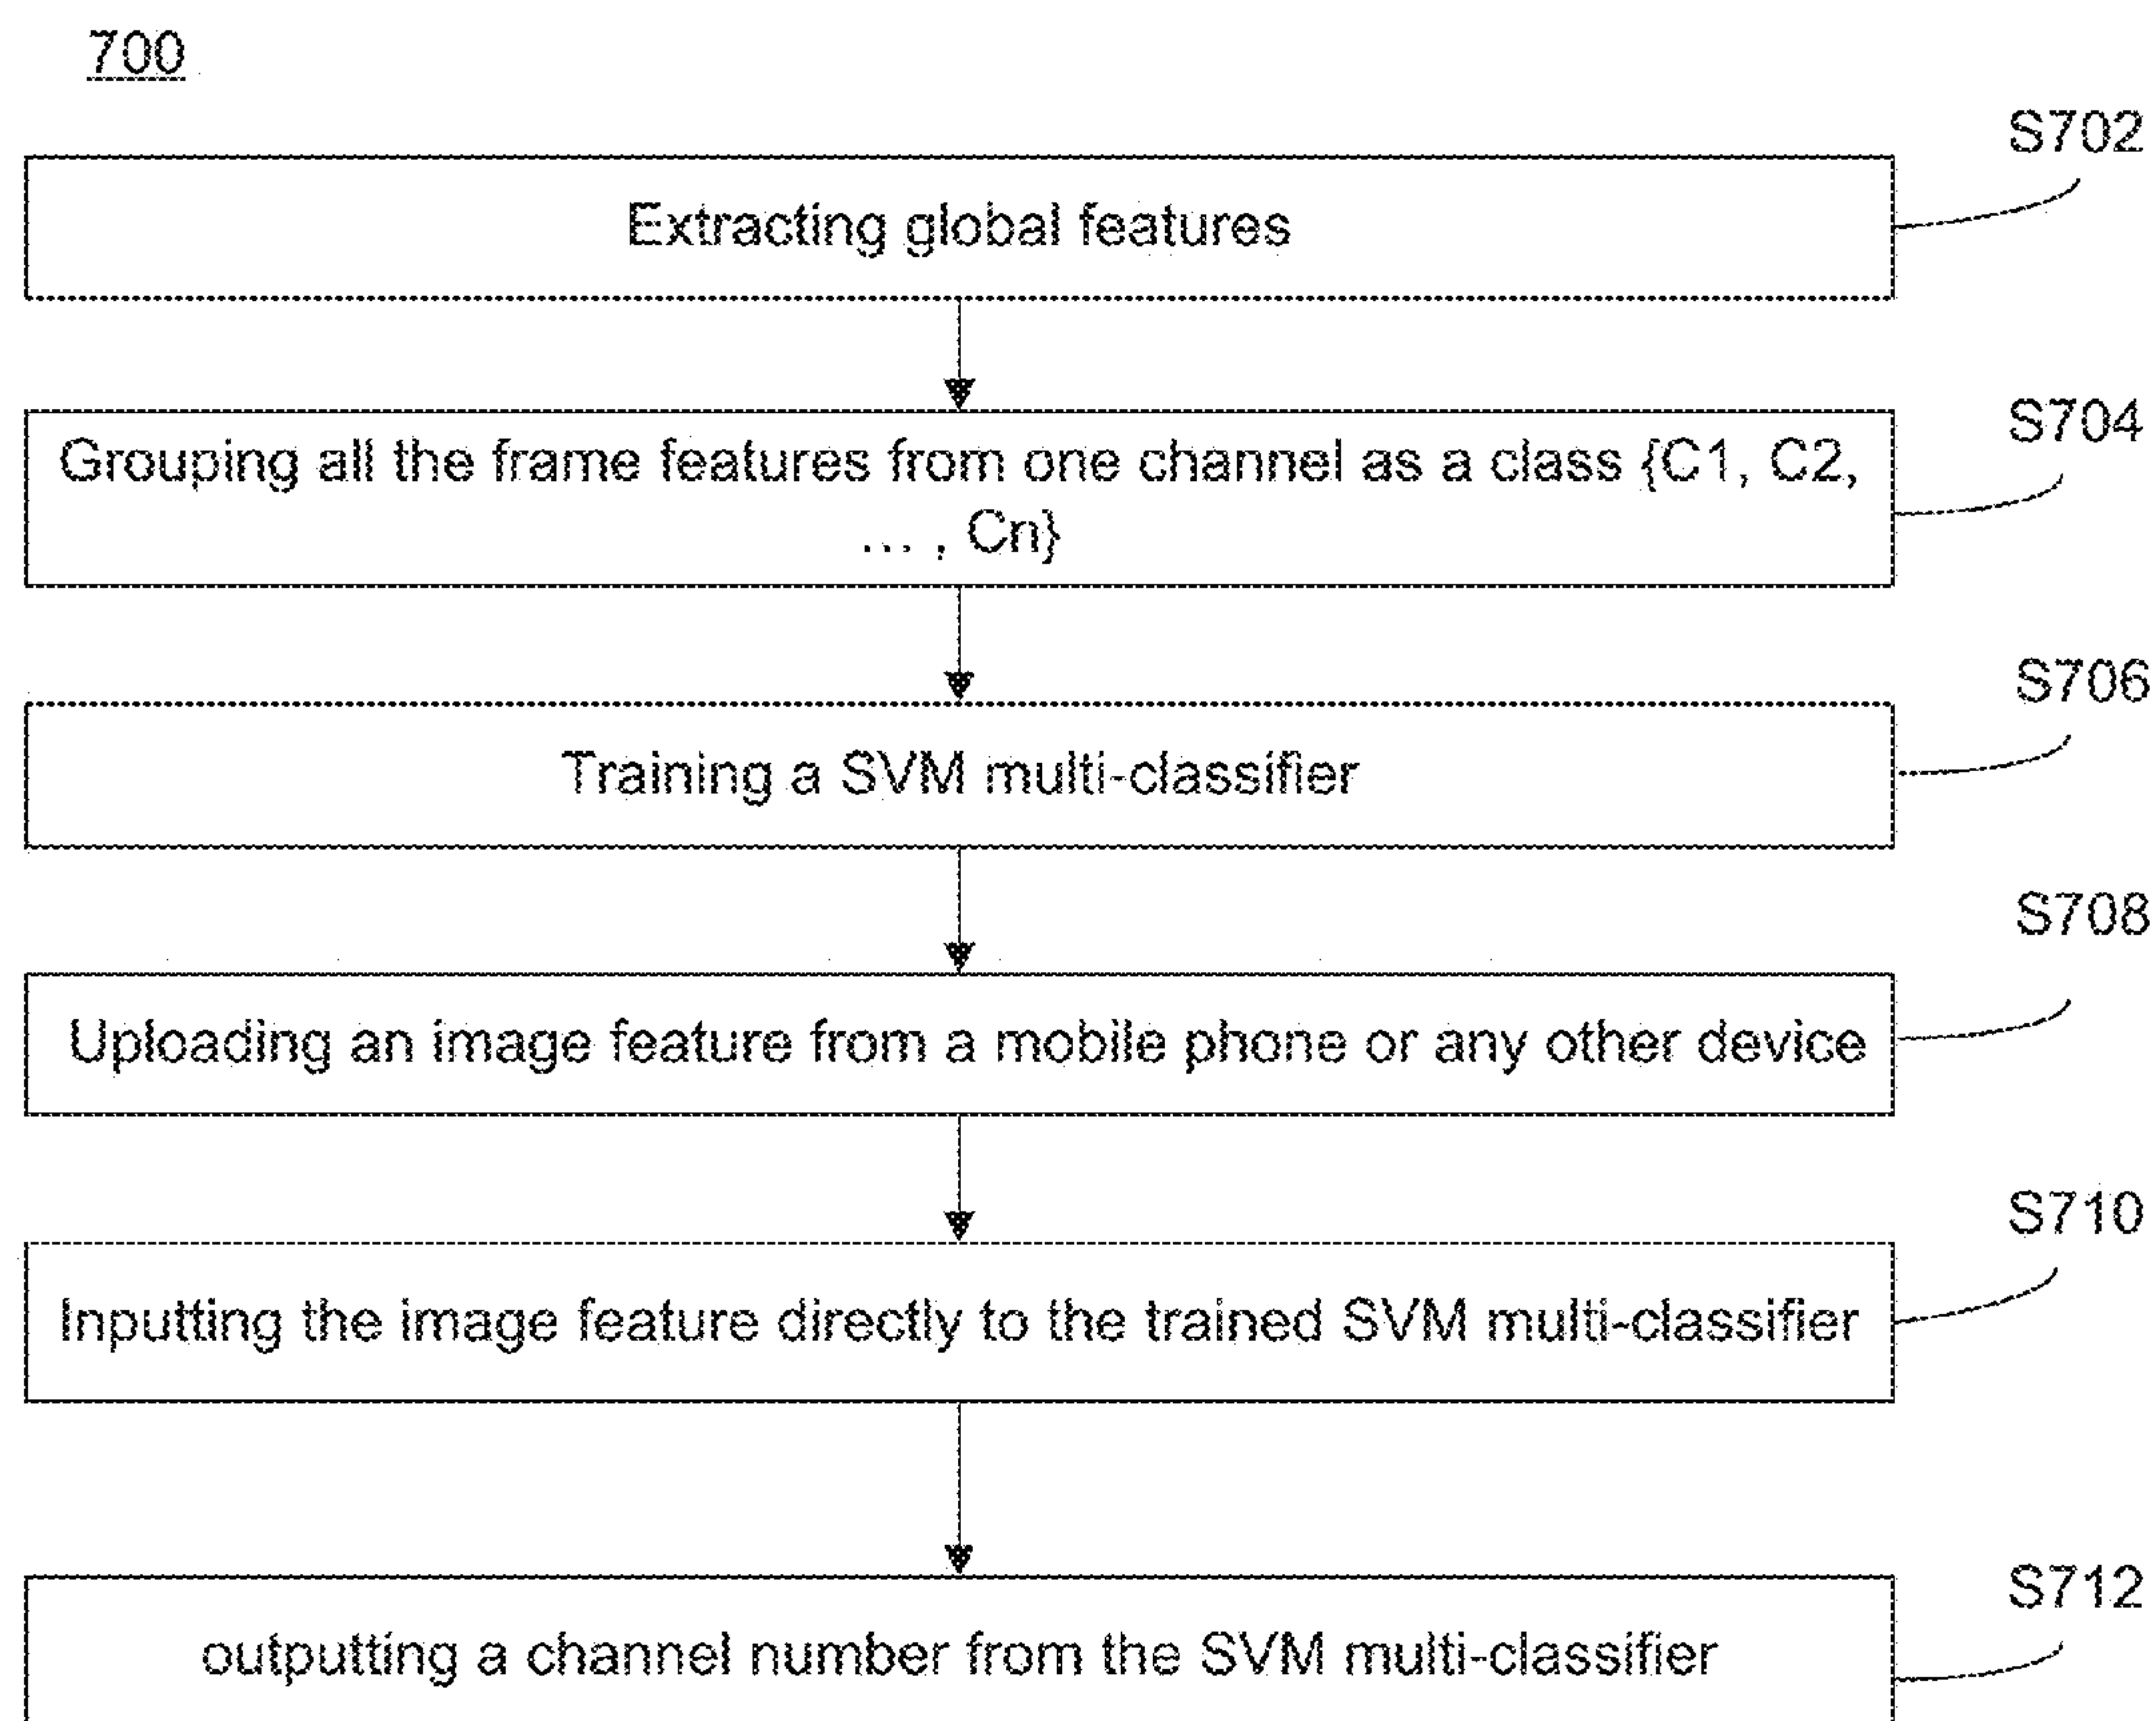 700
S702
Extracting global features
S704
Grouping all the frame features from one channel as a class {C1, C2,
... , Cn}
S706
Training a SVM multi-classifier
S708
Uploading an image feature from a mobile phone or any other device
S710
Inputting the image feature directly to the trained SVM multi-classifier
S712
outputting a channel number from the SVM multi-classifier